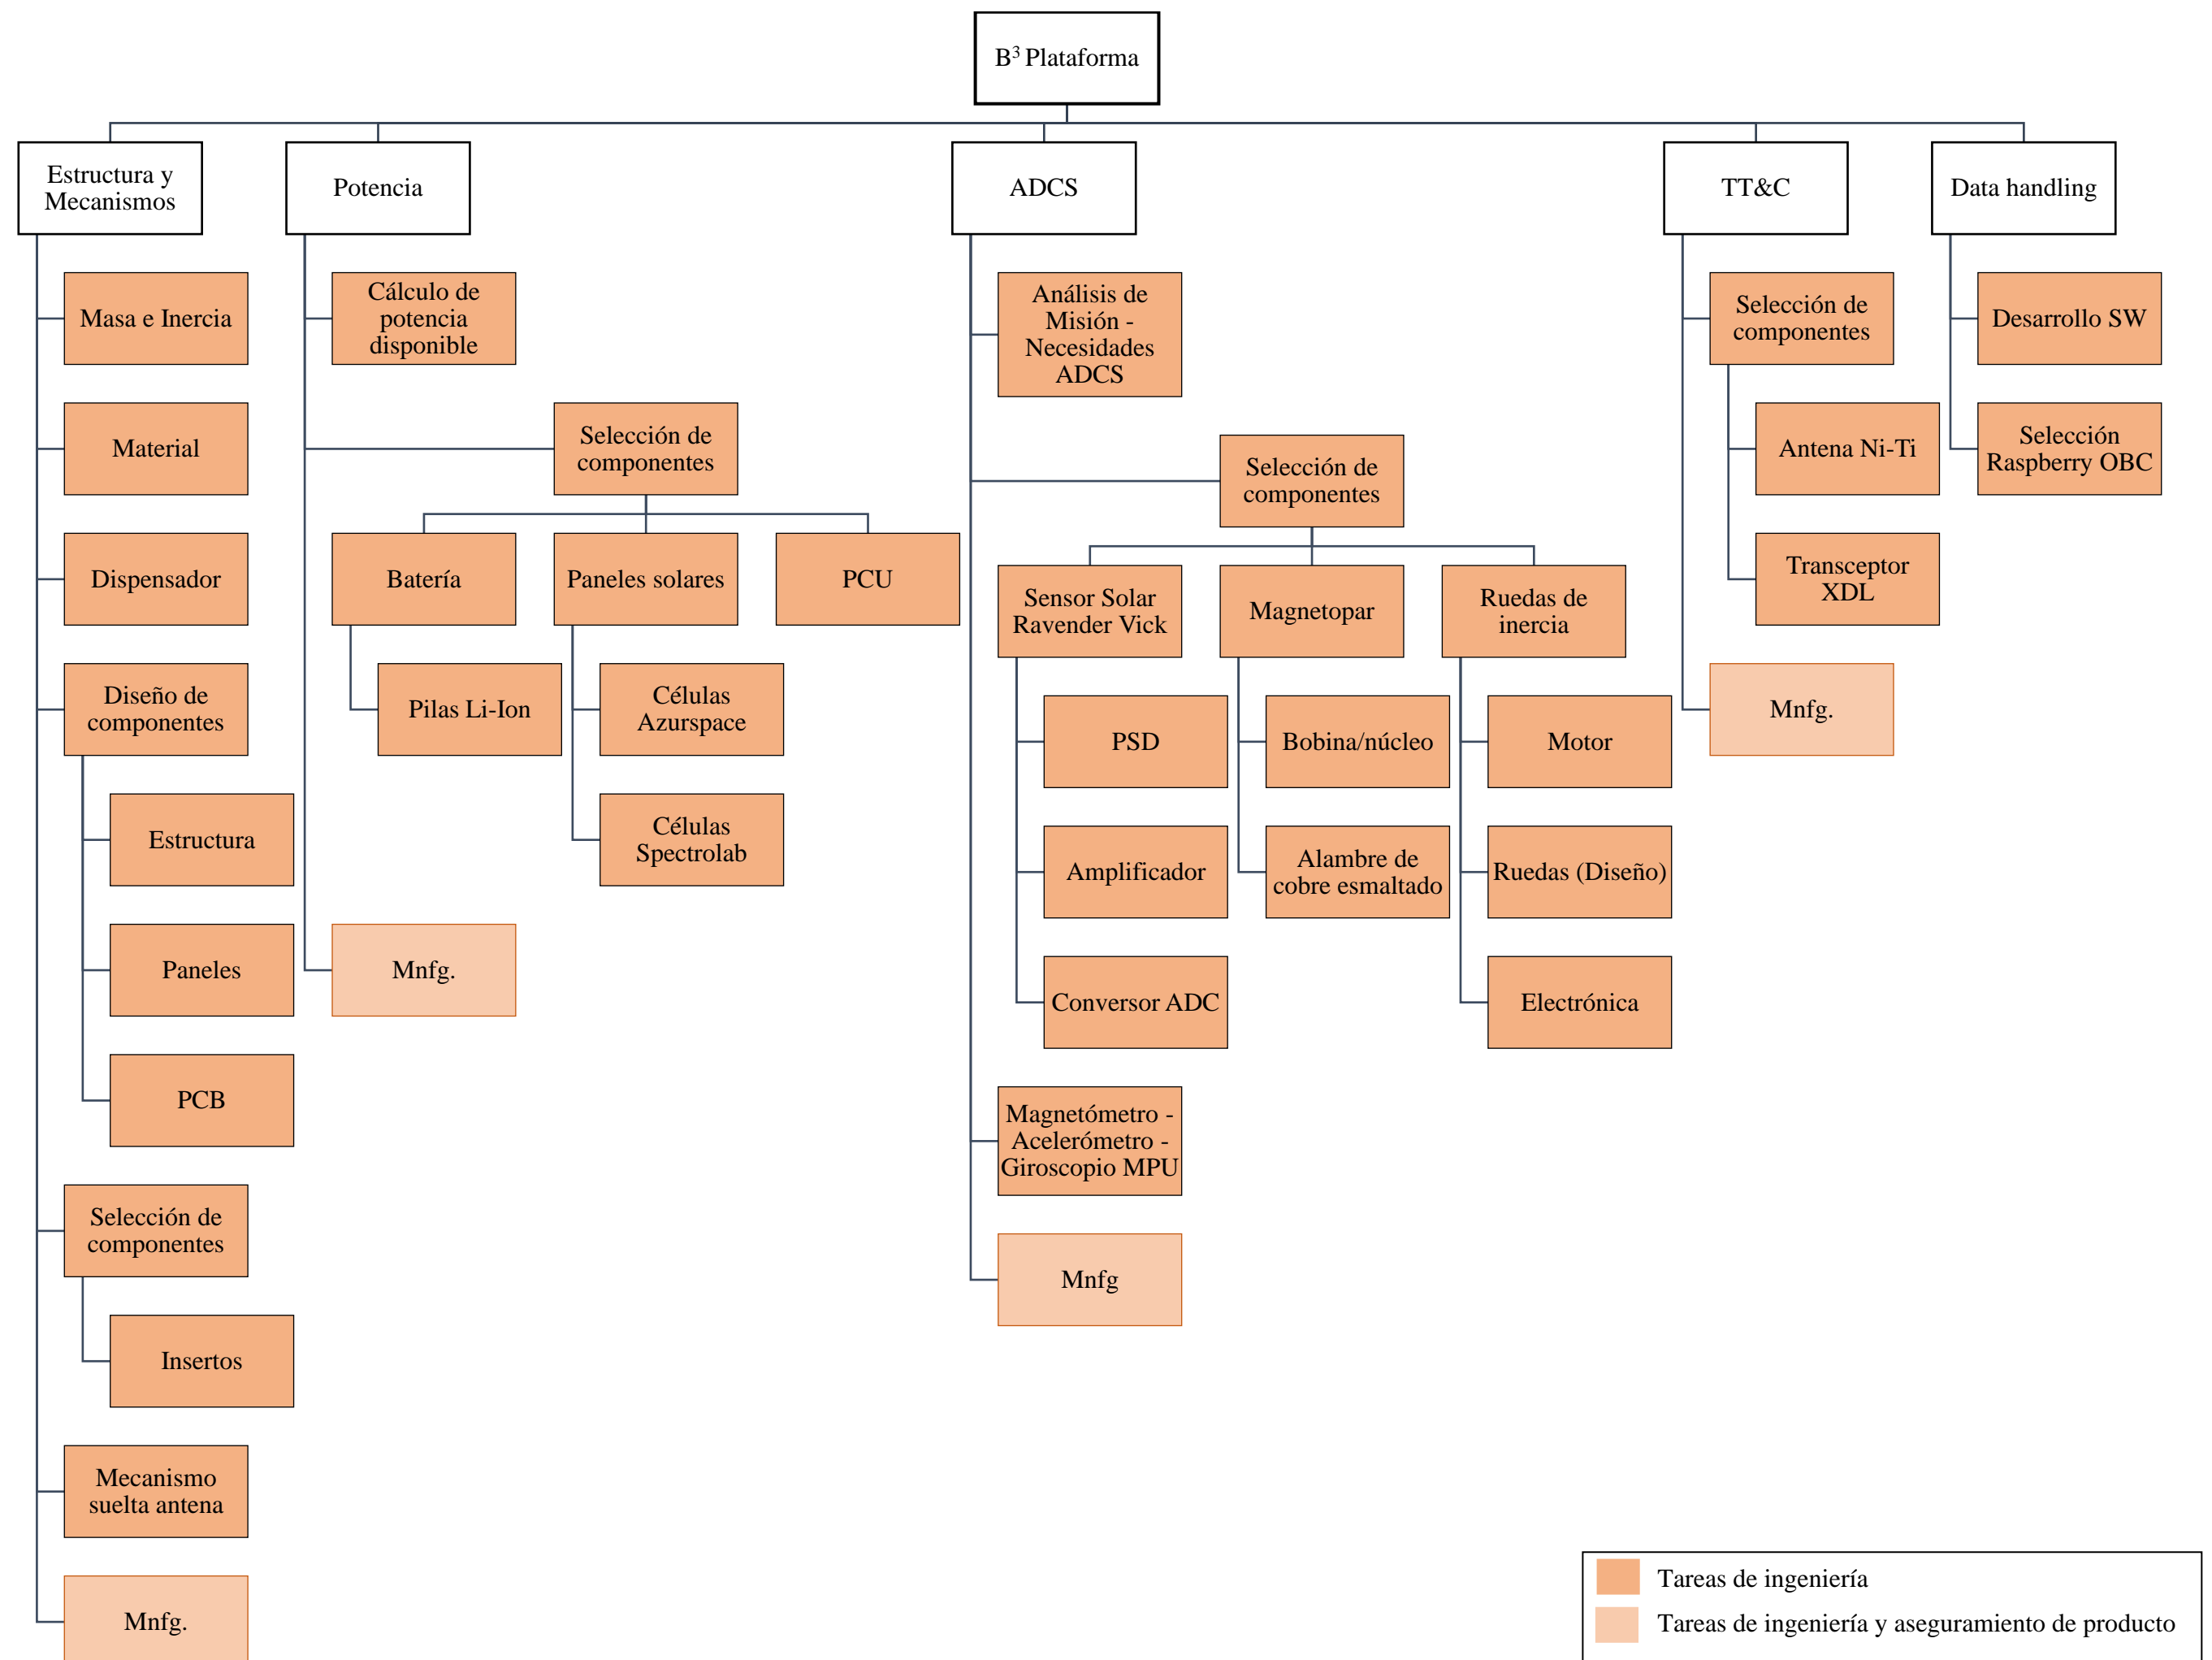 B³ Plataforma
Estructura y
Mecanismos
Potencia
ADCS
TT&C
Data handling
Masa e Inercia
Material
Dispensador
Diseño de
componentes
Estructura
Paneles
PCB
Selección de
componentes
Insertos
Mecanismo
suelta antena
Mnfg.
Cálculo de
potencia
disponible
Selección de
componentes
Batería
Pilas Li-Ion
Paneles solares
Células
Azurspace
Células
Spectrolab
PCU
Mnfg.
Análisis de
Misión -
Necesidades
ADCS
Selección de
componentes
Sensor Solar
Ravender Vick
PSD
Amplificador
Conversor ADC
Magnetopar
Bobina/núcleo
Alambre de
cobre esmaltado
Ruedas de
inercia
Motor
Ruedas (Diseño)
Electrónica
Magnetómetro -
Acelerómetro -
Giroscopio MPU
Mnfg
Selección de
componentes
Antena Ni-Ti
Transceptor
XDL
Mnfg.
Desarrollo SW
Selección
Raspberry OBC
Tareas de ingeniería
Tareas de ingeniería y aseguramiento de producto